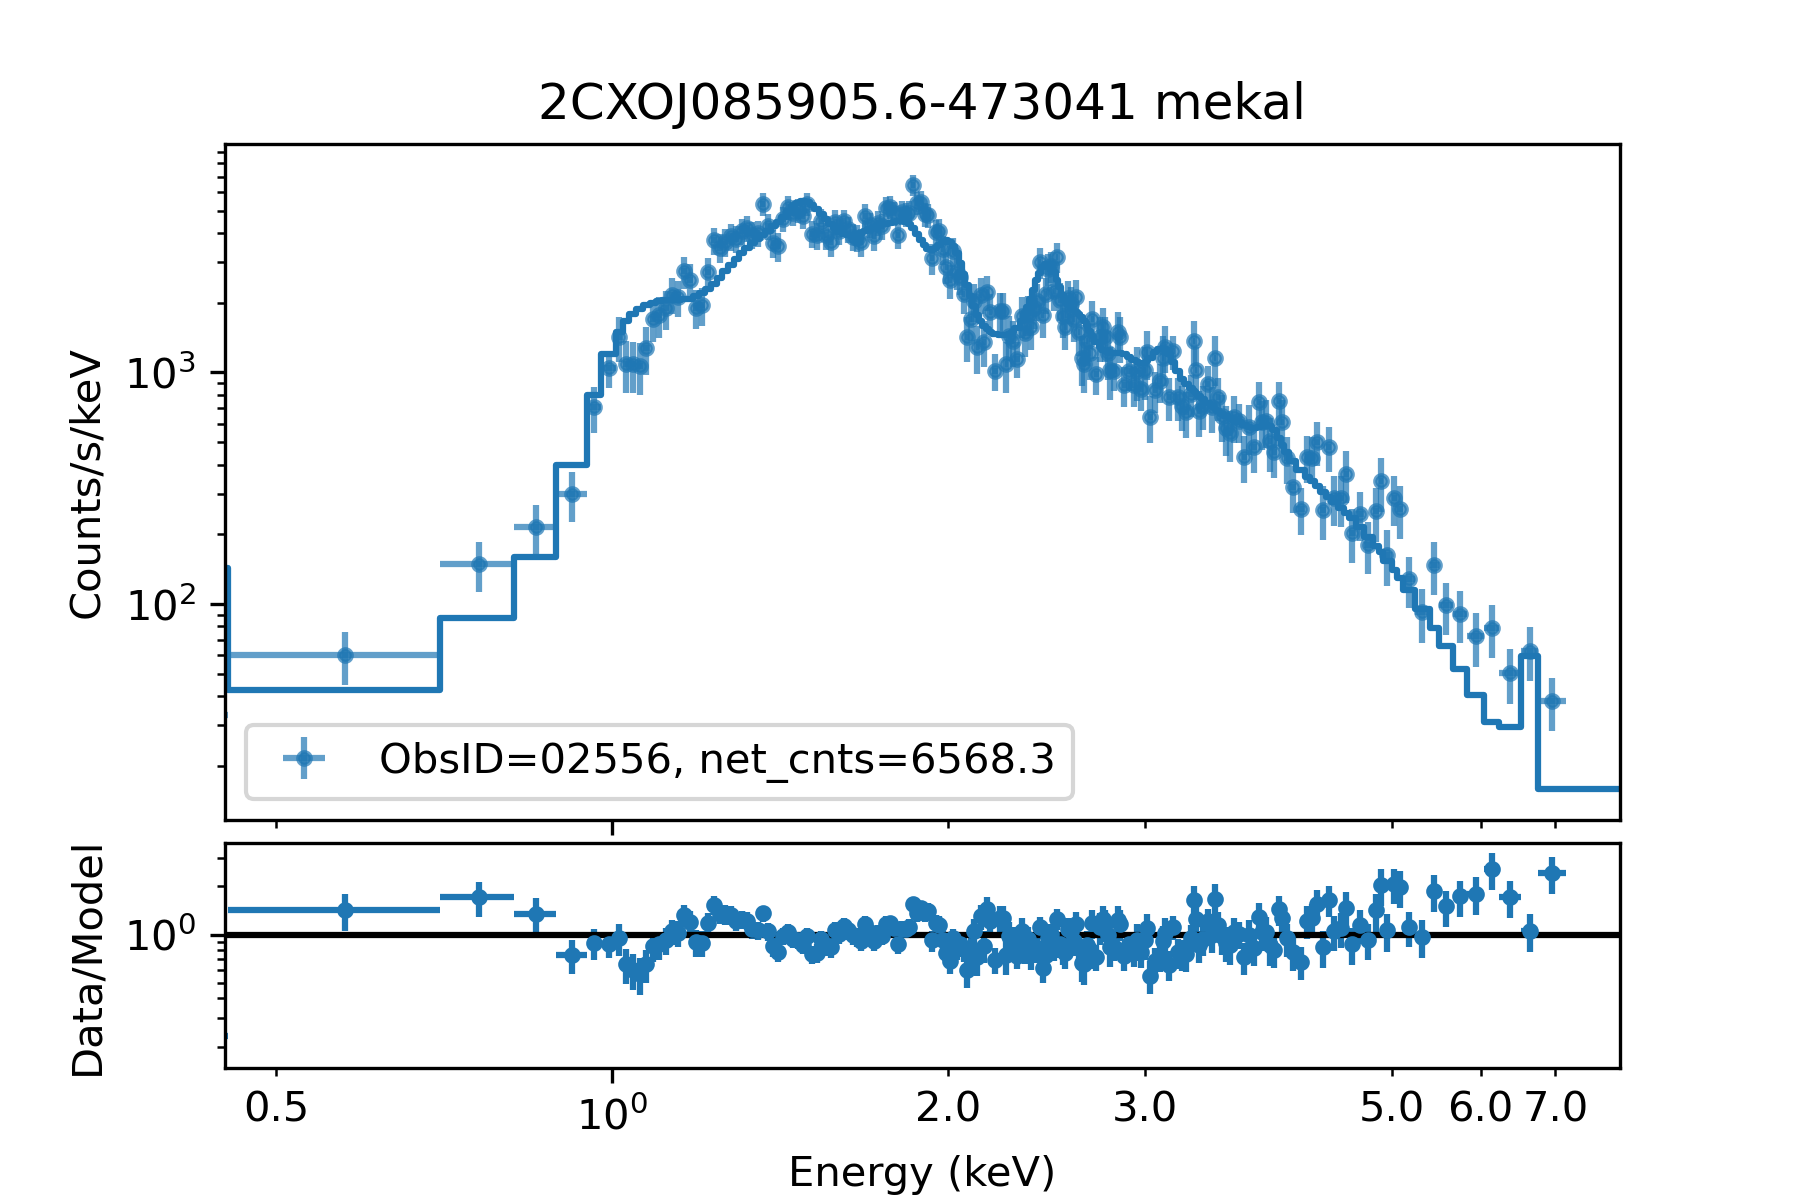 2CXOJ085905.6-473041 mekal
Counts/s/keV
10³
10²
ObsID=02556, net_cnts=6568.3
Data/Model
10⁰
0.5 10⁰ 2.0 3.0 5.0 6.0 7.0
Energy (keV)